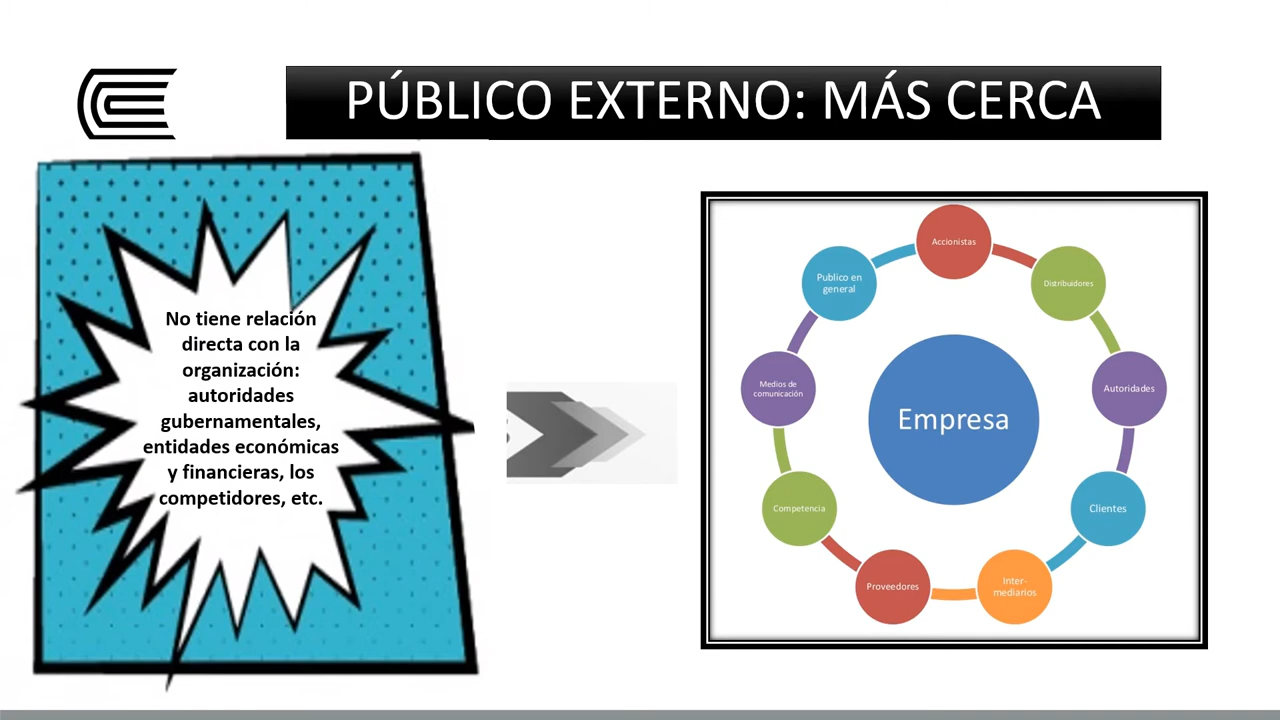 PÚBLICO EXTERNO: MÁS CERCA
No tiene relación
directa con la
organización:
autoridades
gubernamentales,
entidades económicas
y financieras, los
competidores, etc.
Accionistas
Distribuidores
Autoridades
Clientes
Inter-
mediarios
Proveedores
Competencia
Medios de
comunicación
Publico en
general
Empresa